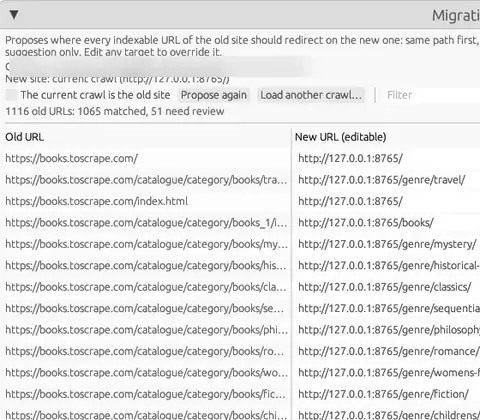 ▼ Migrati
Proposes where every indexable URL of the old site should redirect on the new one: same path first,
suggestion only. Edit any target to override it.
New site: current crawl (http://127.0.0.1:8765/)
The current crawl is the old site Propose again Load another crawl... Filter
1116 old URLs: 1065 matched, 51 need review
Old URL New URL (editable)
https://books.toscrape.com/ http://127.0.0.1:8765/
https://books.toscrape.com/catalogue/category/books/tra... http://127.0.0.1:8765/genre/travel/
https://books.toscrape.com/index.html http://127.0.0.1:8765/
https://books.toscrape.com/catalogue/category/books_1/i... http://127.0.0.1:8765/books/
https://books.toscrape.com/catalogue/category/books/my... http://127.0.0.1:8765/genre/mystery/
https://books.toscrape.com/catalogue/category/books/his... http://127.0.0.1:8765/genre/historical-
https://books.toscrape.com/catalogue/category/books/cla... http://127.0.0.1:8765/genre/classics/
https://books.toscrape.com/catalogue/category/books/se... http://127.0.0.1:8765/genre/sequentia
https://books.toscrape.com/catalogue/category/books/phi... http://127.0.0.1:8765/genre/philosophy
https://books.toscrape.com/catalogue/category/books/ro... http://127.0.0.1:8765/genre/romance/
https://books.toscrape.com/catalogue/category/books/wo... http://127.0.0.1:8765/genre/womens-f
https://books.toscrape.com/catalogue/category/books/fic... http://127.0.0.1:8765/genre/fiction/
https://books.toscrape.com/catalogue/category/books/chi... http://127.0.0.1:8765/genre/childrens/